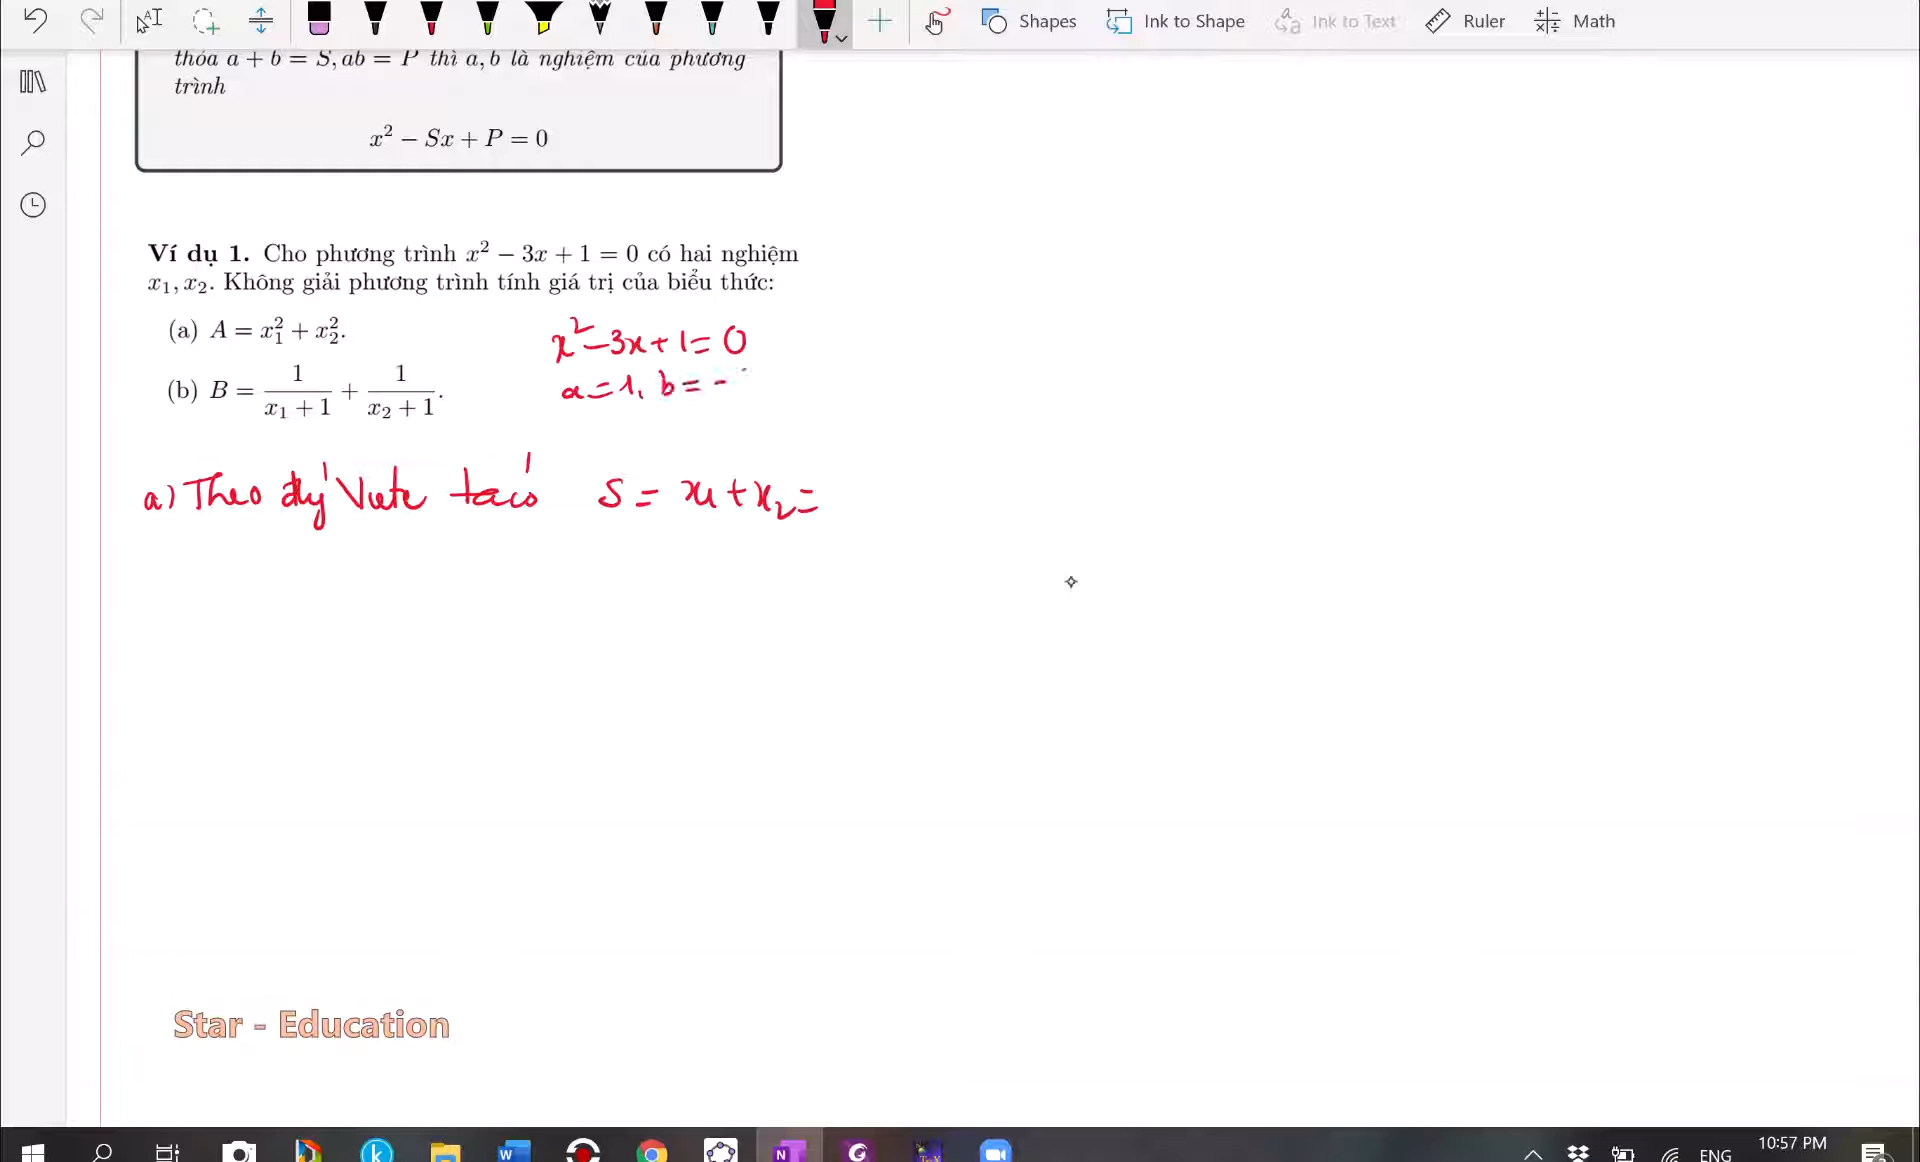 Shapes Ink to Shape Ink to Text Ruler Math
thỏa a + b = S, ab = P thì a, b là nghiệm của phương
trình
x² − Sx + P = 0
Ví dụ 1. Cho phương trình x² − 3x + 1 = 0 có hai nghiệm
x₁, x₂. Không giải phương trình tính giá trị của biểu thức:
(a) A = x₁² + x₂².
x² − 3x + 1 = 0
(b) B = 1/(x₁ + 1) + 1/(x₂ + 1).
a = 1, b = -
a) Theo đlý Viete ta có S = x₁ + x₂ =
Star - Education
ENG
10:57 PM